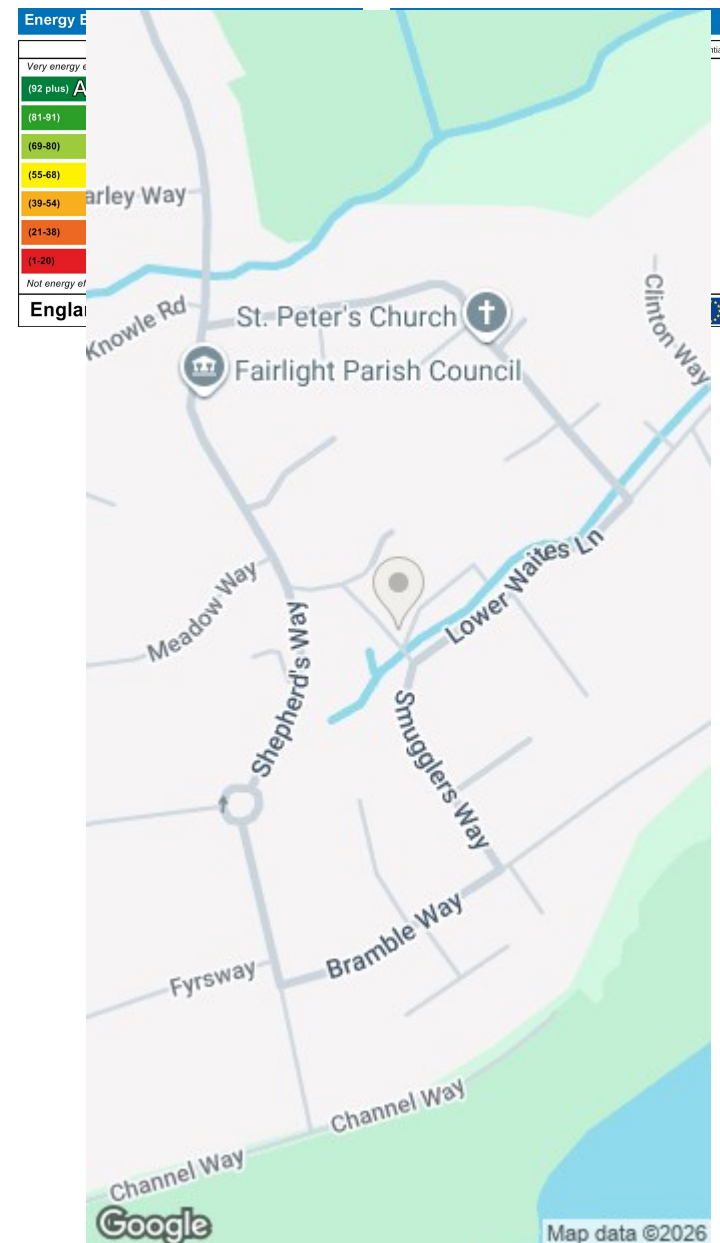 Energy E
Very energy e
(92 plus) A
(81-91)
(69-80)
(55-68)
(39-54)
(21-38)
(1-20)
Not energy ef
Englan
arley Way
Knowle Rd
St. Peter's Church
Clinton Way
Fairlight Parish Council
Meadow Way
Lower Waites Ln
Shepherd's Way
Smugglers Way
Bramble Way
Fyrsway
Channel Way
Channel Way
Google
Map data ©2026